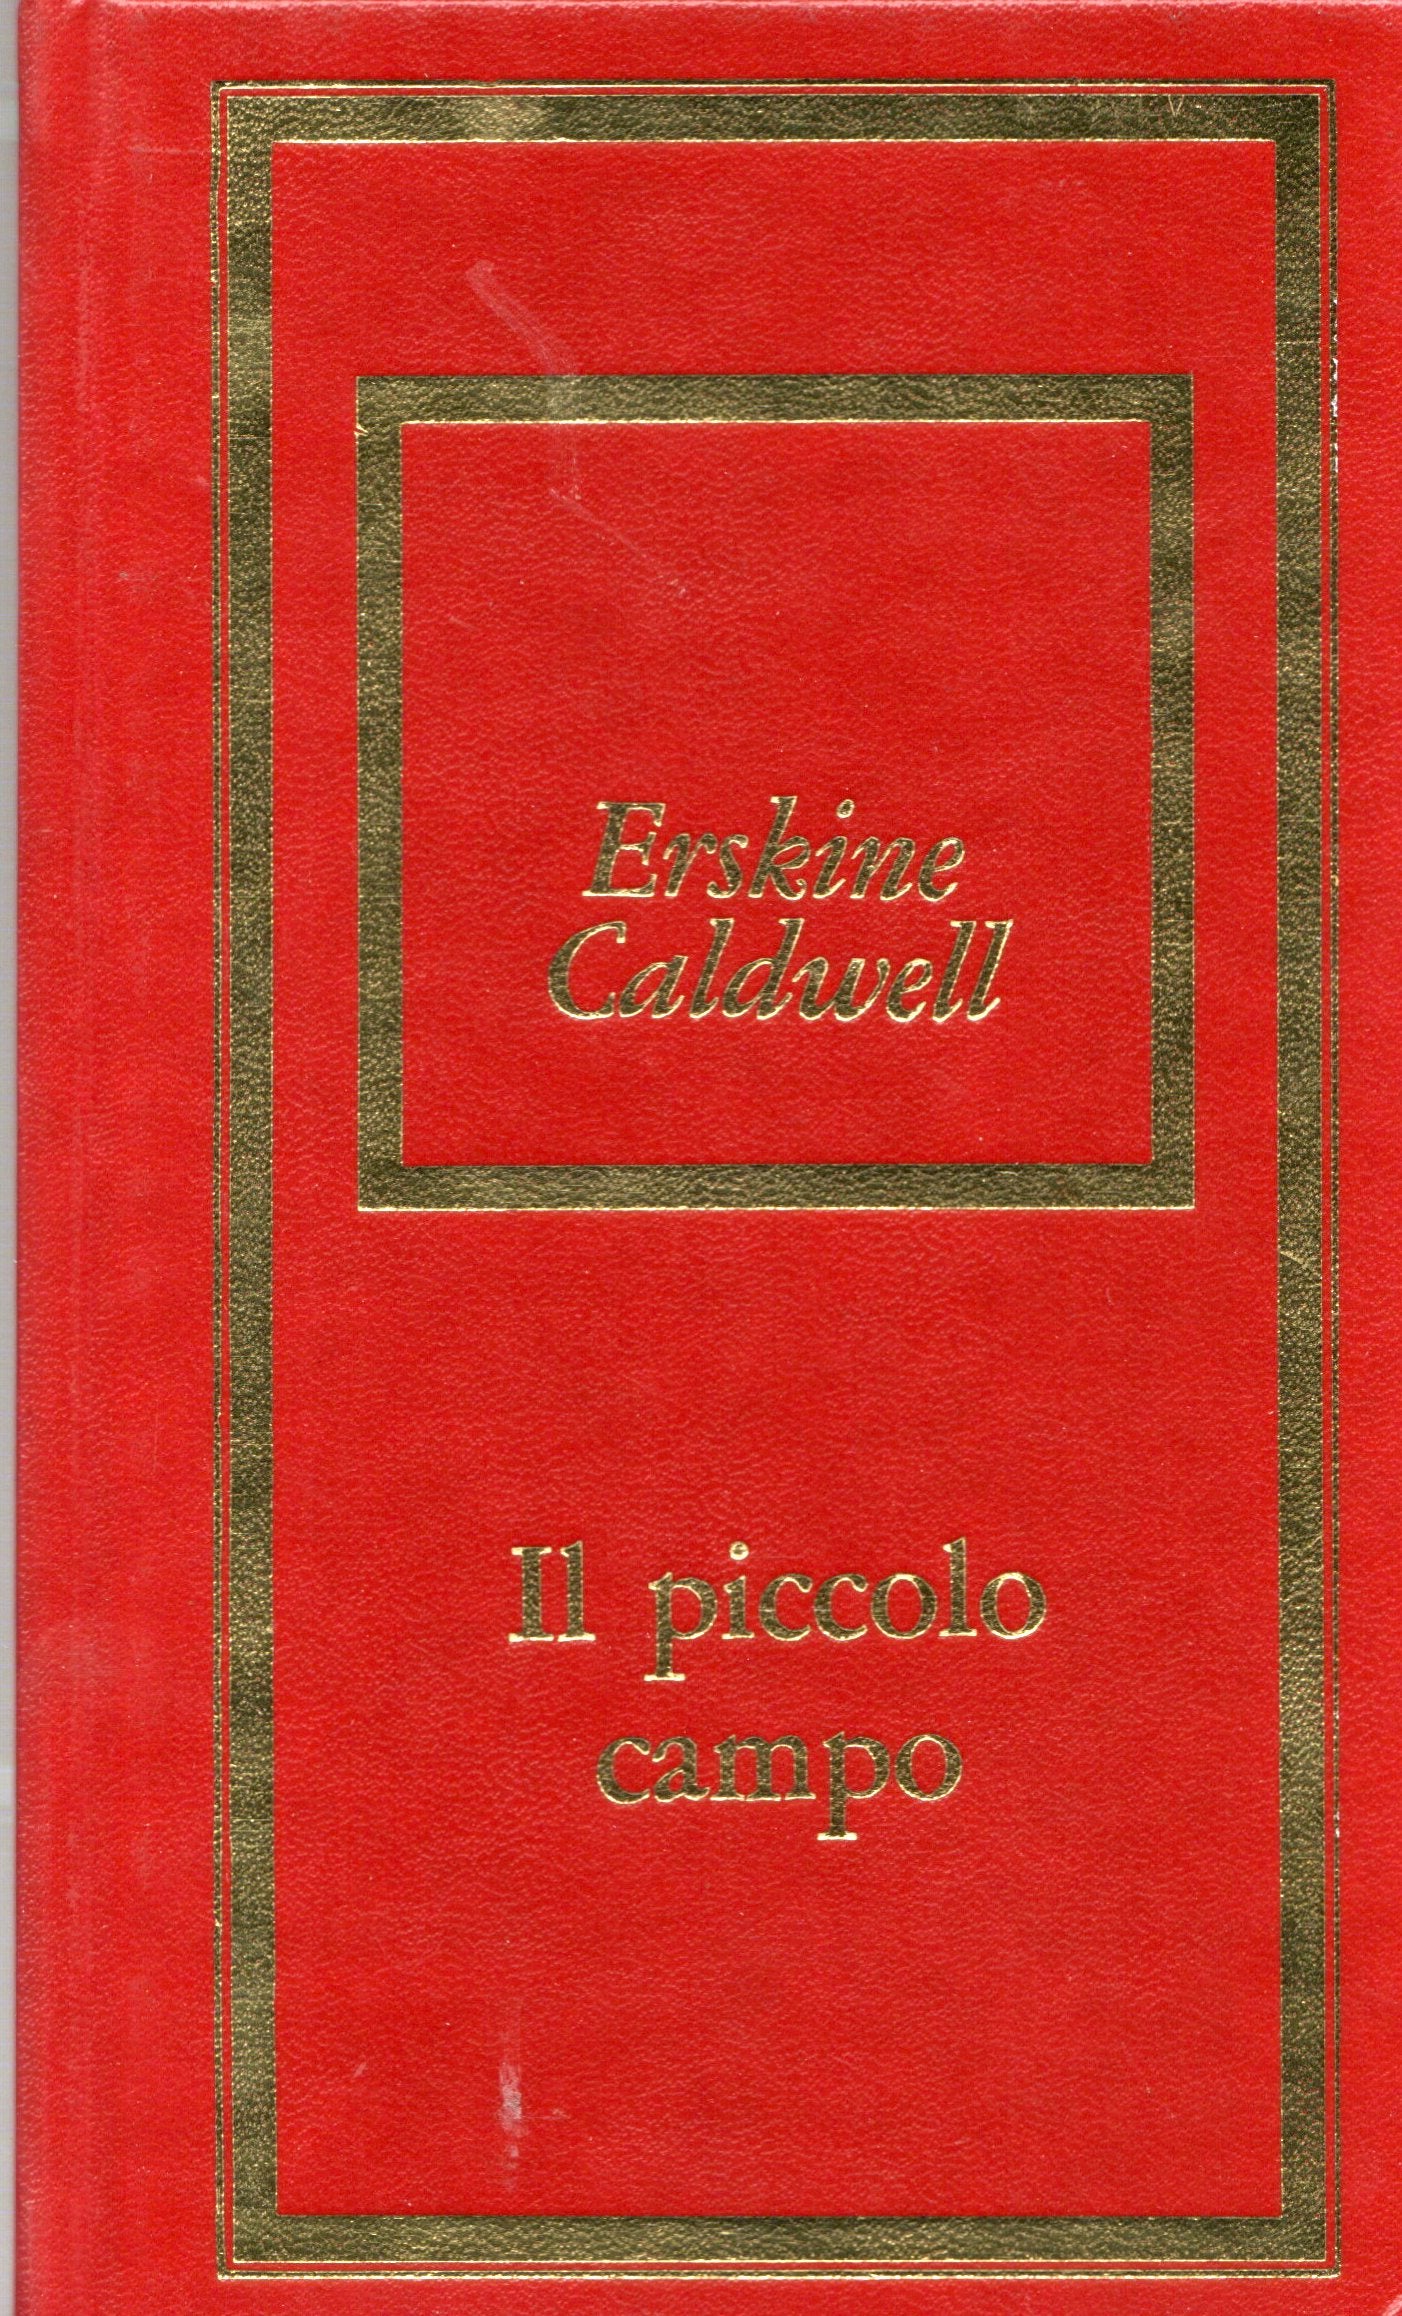 Erskine
Caldwell
Il piccolo
campo